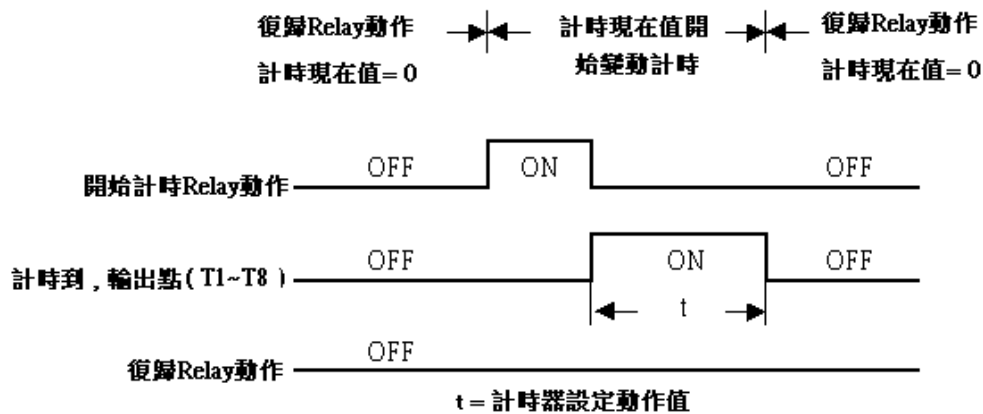 復歸Relay動作
計時現在值= 0
計時現在值開
始變動計時
復歸Relay動作
計時現在值= 0
開始計時Relay動作
OFF
ON
OFF
計時到 , 輸出點( T1~T8 )
OFF
ON
OFF
t
復歸Relay動作
OFF
t = 計時器設定動作值